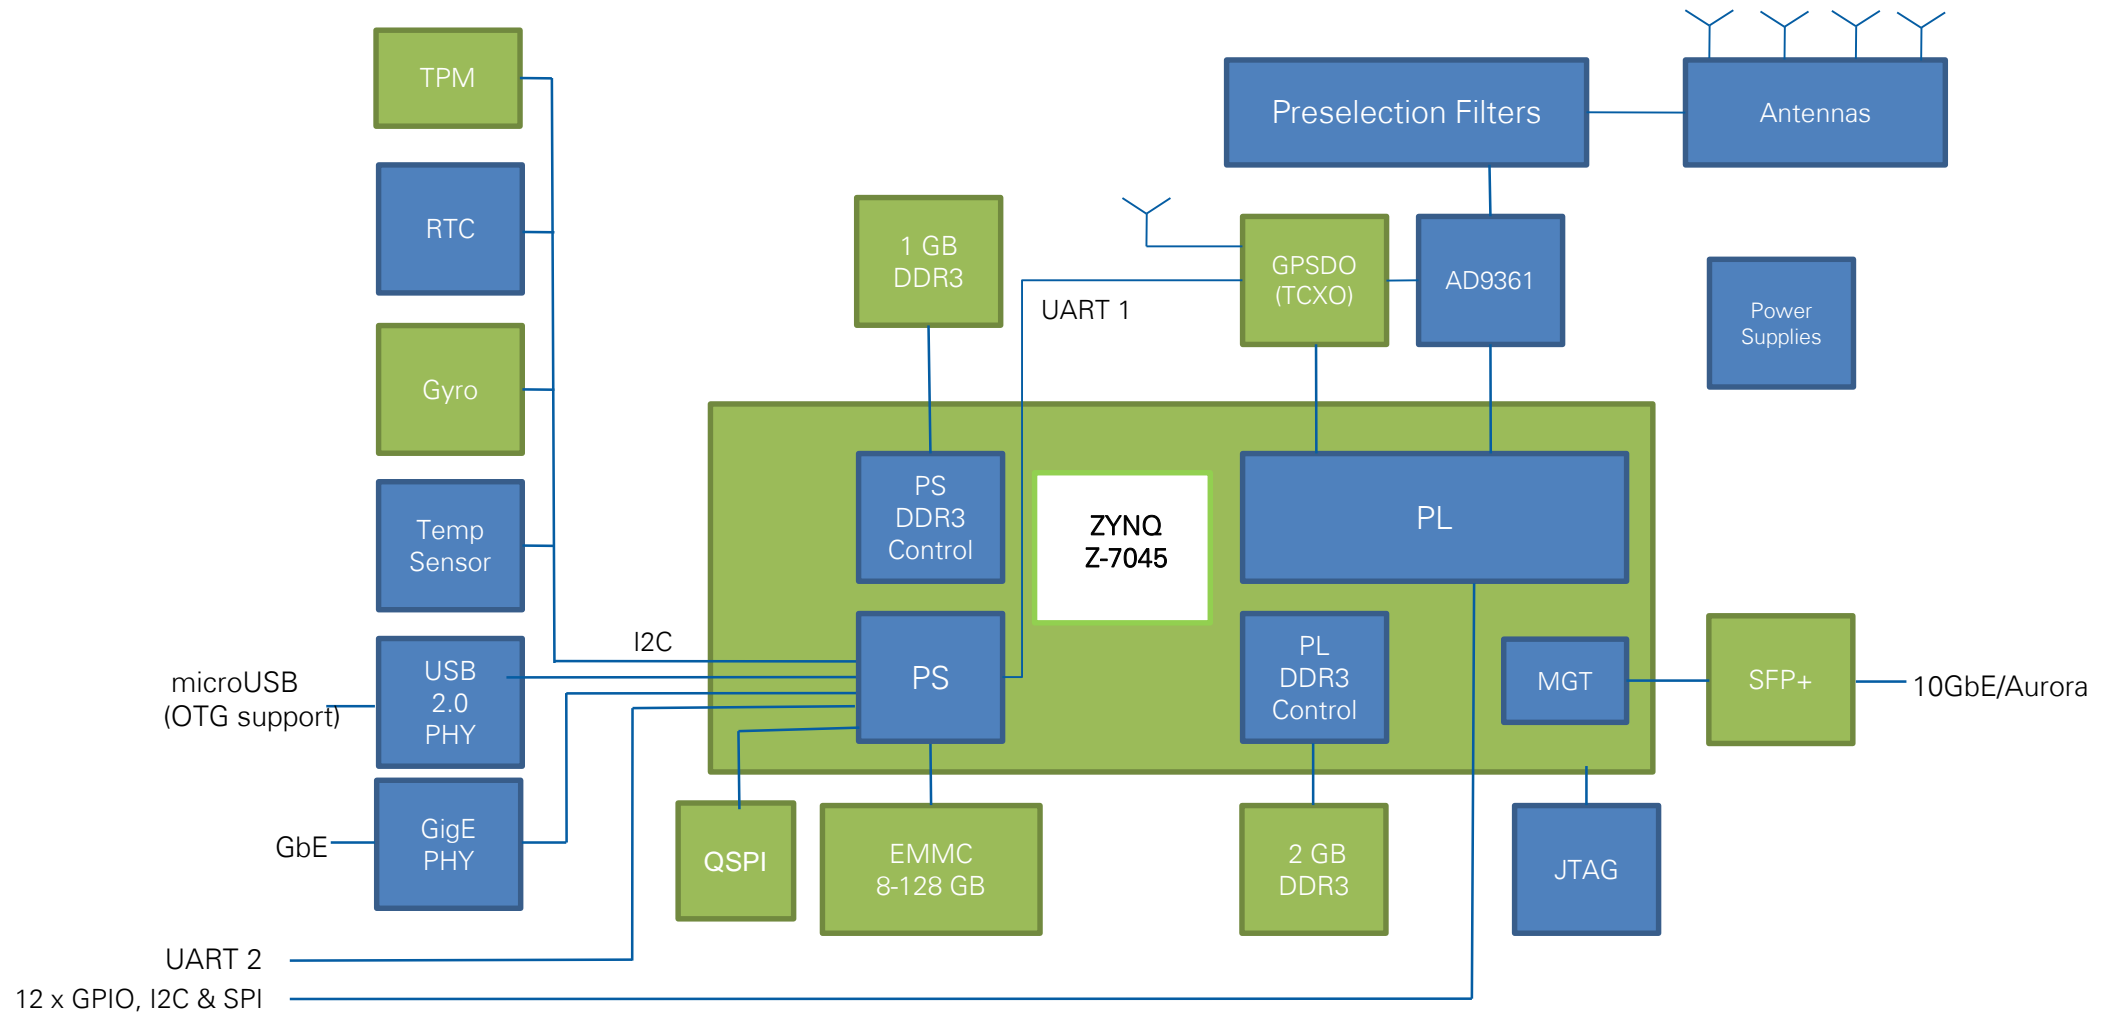 TPM
Preselection Filters
Antennas
RTC
1 GB
DDR3
GPSDO
(TCXO)
AD9361
UART 1
Power
Supplies
Gyro
PS
DDR3
Control
ZYNQ
Z-7045
PL
Temp
Sensor
I2C
microUSB
(OTG support)
USB
2.0
PHY
PS
PL
DDR3
Control
MGT
SFP+
10GbE/Aurora
GbE
GigE
PHY
QSPI
EMMC
8-128 GB
2 GB
DDR3
JTAG
UART 2
12 x GPIO, I2C & SPI